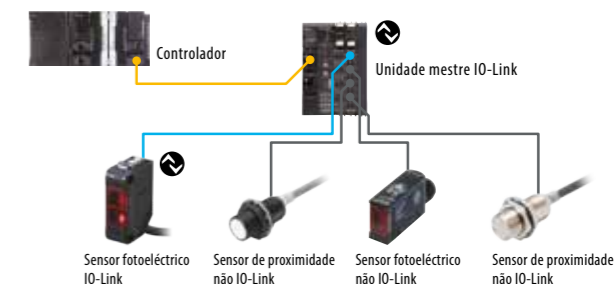 Controlador
Unidade mestre IO-Link
Sensor fotoeléctrico
IO-Link
Sensor de proximidade
não IO-Link
Sensor fotoeléctrico
não IO-Link
Sensor de proximidade
não IO-Link